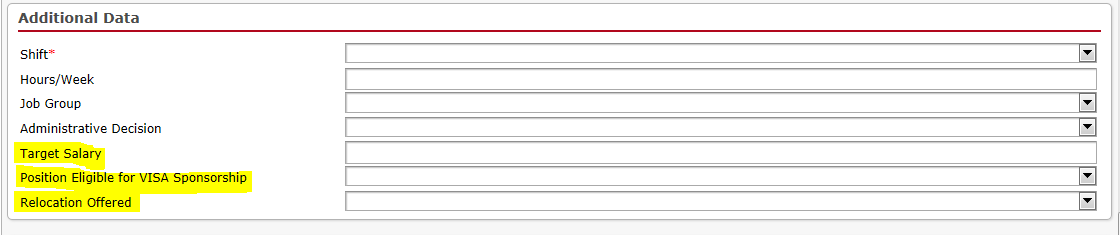 Additional Data
Shift*
Hours/Week
Job Group
Administrative Decision
Target Salary
Position Eligible for VISA Sponsorship
Relocation Offered